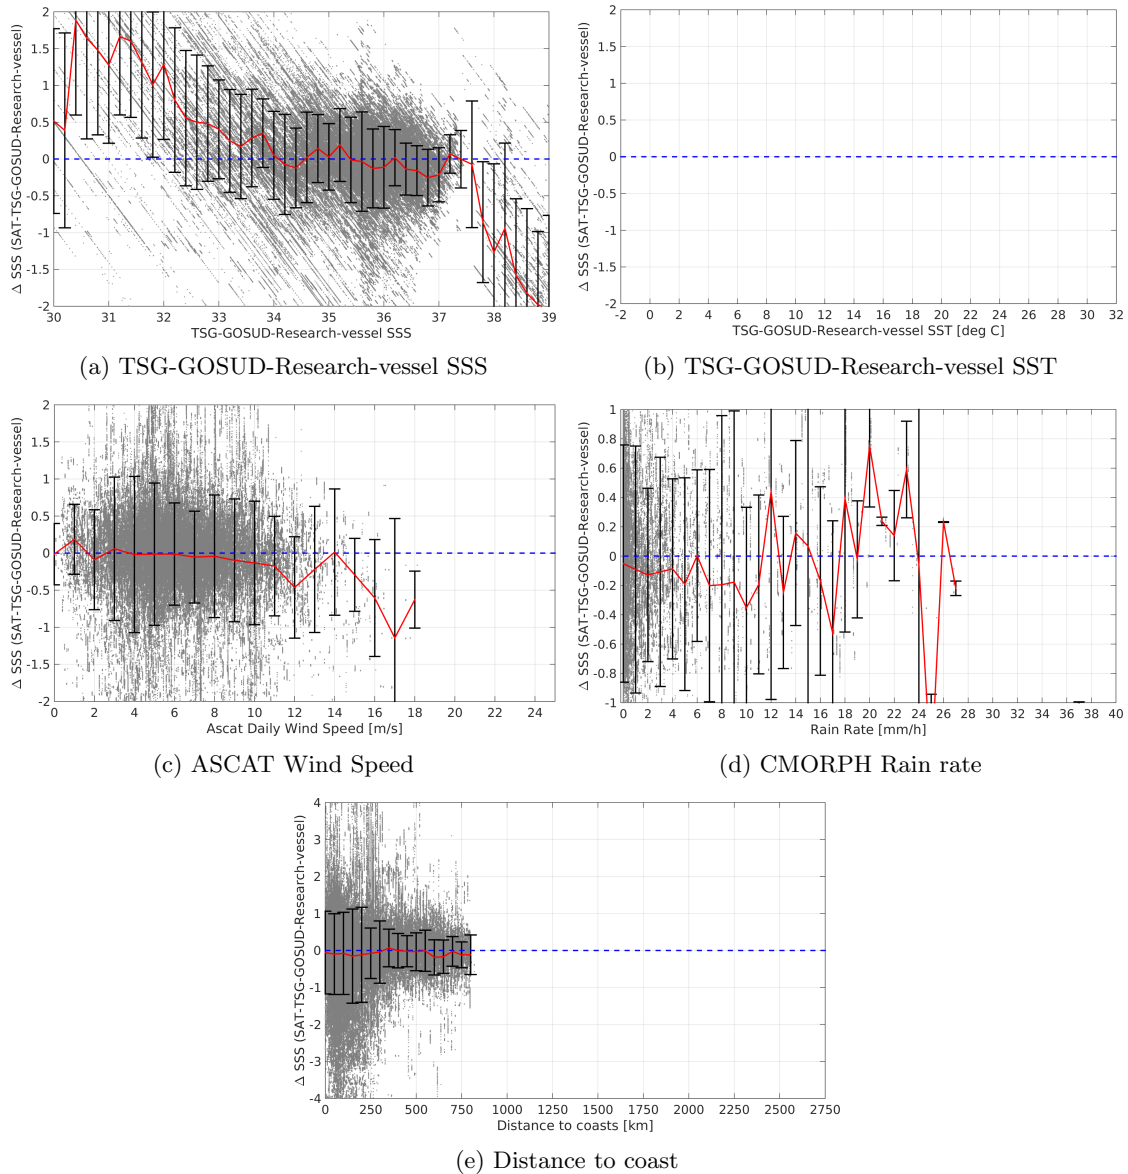 2
1.5
1
0.5
0
-0.5
-1
-1.5
-2
Δ SSS (SAT-TSG-GOSUD-Research-vessel)
30 31 32 33 34 35 36 37 38 39
TSG-GOSUD-Research-vessel SSS
(a) TSG-GOSUD-Research-vessel SSS
2
1.5
1
0.5
0
-0.5
-1
-1.5
-2
Δ SSS (SAT-TSG-GOSUD-Research-vessel)
-2 0 2 4 6 8 10 12 14 16 18 20 22 24 26 28 30 32
TSG-GOSUD-Research-vessel SST [deg C]
(b) TSG-GOSUD-Research-vessel SST
2
1.5
1
0.5
0
-0.5
-1
-1.5
-2
Δ SSS (SAT-TSG-GOSUD-Research-vessel)
0 2 4 6 8 10 12 14 16 18 20 22 24
Ascat Daily Wind Speed [m/s]
(c) ASCAT Wind Speed
1
0.8
0.6
0.4
0.2
0
-0.2
-0.4
-0.6
-0.8
-1
Δ SSS (SAT-TSG-GOSUD-Research-vessel)
0 2 4 6 8 10 12 14 16 18 20 22 24 26 28 30 32 34 36 38 40
Rain Rate [mm/h]
(d) CMORPH Rain rate
4
3
2
1
0
-1
-2
-3
-4
Δ SSS (SAT-TSG-GOSUD-Research-vessel)
0 250 500 750 1000 1250 1500 1750 2000 2250 2500 2750
Distance to coasts [km]
(e) Distance to coast